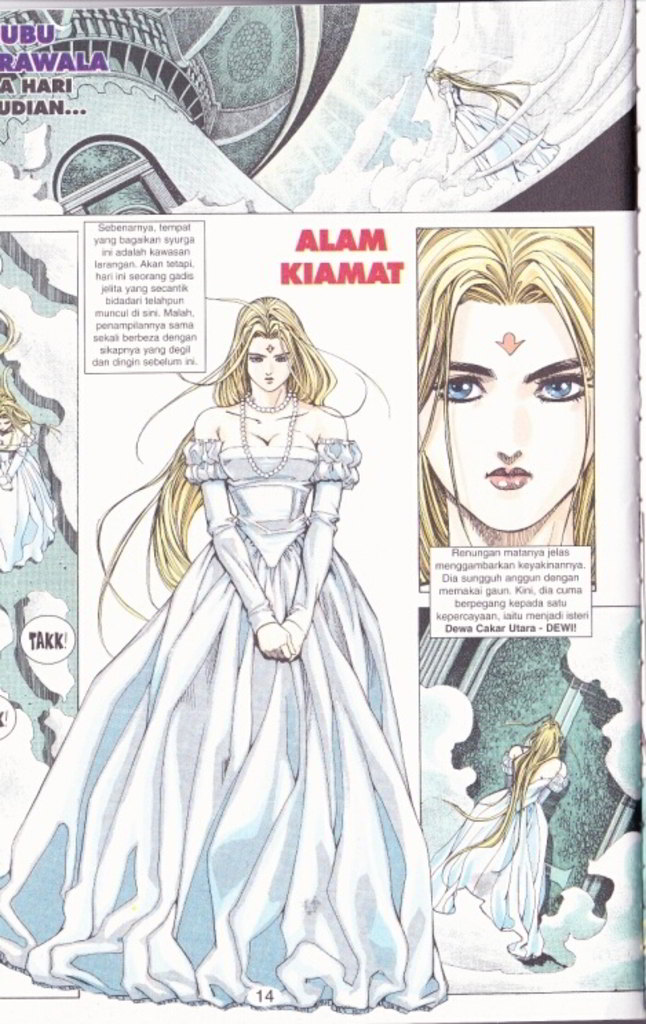 UBU
RAWALA
A HARI
UDIAN...
Sebenarnya, tempat
yang bagaikan syurga
ini adalah kawasan
larangan. Akan tetapi,
hari ini seorang gadis
jelita yang secantik
bidadari telahpun
muncul di sini. Malah,
penampilannya sama
sekali berbeza dengan
sikapnya yang degil
dan dingin sebelum ini.
ALAM
KIAMAT
Renungan matanya jelas
menggambarkan keyakinannya.
Dia sungguh anggun dengan
memakai gaun. Kini, dia cuma
berpegang kepada satu
kepercayaan, iaitu menjadi isteri
Dewa Cakar Utara - DEWI!
TAKK!
K!
14